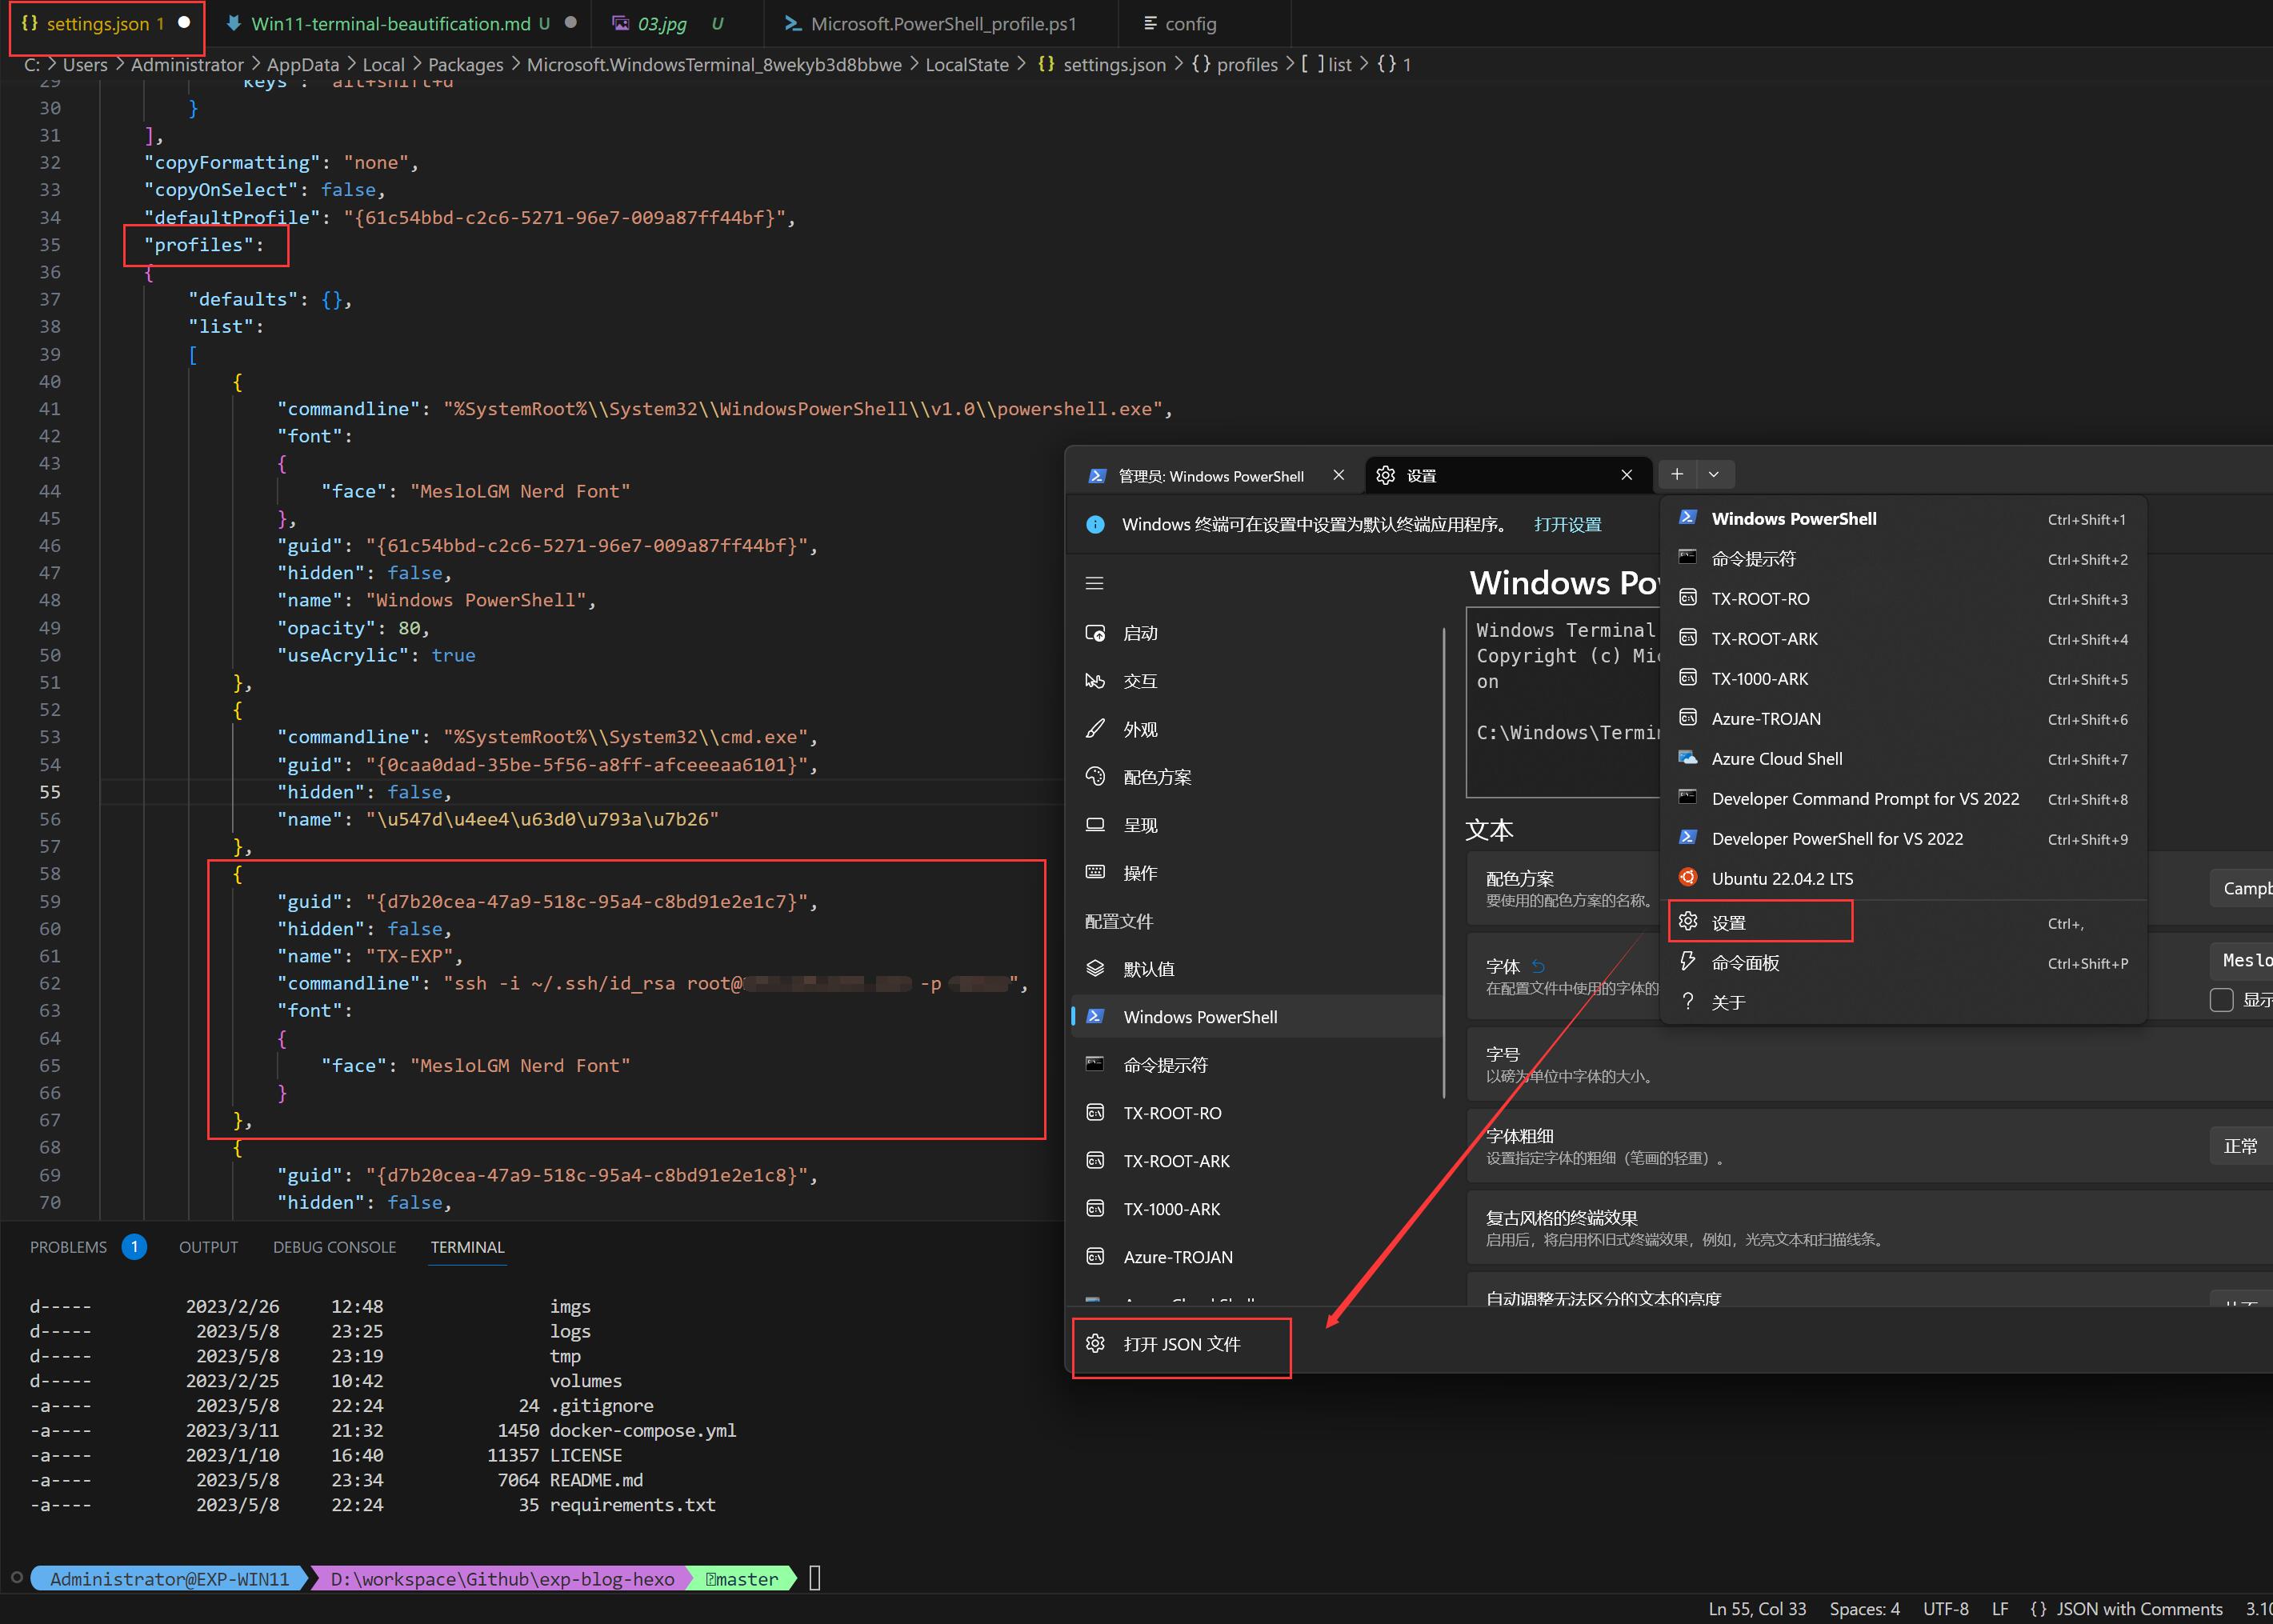 {} settings.json 1
Win11-terminal-beautification.md U
03.jpg U
Microsoft.PowerShell_profile.ps1
config
C: > Users > Administrator > AppData > Local > Packages > Microsoft.WindowsTerminal_8wekyb3d8bbwe > LocalState > {} settings.json > {} profiles > [ ] list > {} 1
29 "keys": "alt+shift+d"
30 }
31 ],
32 "copyFormatting": "none",
33 "copyOnSelect": false,
34 "defaultProfile": "{61c54bbd-c2c6-5271-96e7-009a87ff44bf}",
35 "profiles":
36 {
37 "defaults": {},
38 "list":
39 [
40 {
41 "commandline": "%SystemRoot%\\System32\\WindowsPowerShell\\v1.0\\powershell.exe",
42 "font":
43 {
44 "face": "MesloLGM Nerd Font"
45 },
46 "guid": "{61c54bbd-c2c6-5271-96e7-009a87ff44bf}",
47 "hidden": false,
48 "name": "Windows PowerShell",
49 "opacity": 80,
50 "useAcrylic": true
51 },
52 {
53 "commandline": "%SystemRoot%\\System32\\cmd.exe",
54 "guid": "{0caa0dad-35be-5f56-a8ff-afceeeaa6101}",
55 "hidden": false,
56 "name": "\u547d\u4ee4\u63d0\u793a\u7b26"
57 },
58 {
59 "guid": "{d7b20cea-47a9-518c-95a4-c8bd91e2e1c7}",
60 "hidden": false,
61 "name": "TX-EXP",
62 "commandline": "ssh -i ~/.ssh/id_rsa root@ -p ",
63 "font":
64 {
65 "face": "MesloLGM Nerd Font"
66 }
67 },
68 {
69 "guid": "{d7b20cea-47a9-518c-95a4-c8bd91e2e1c8}",
70 "hidden": false,
管理员: Windows PowerShell
设置
Windows 终端可在设置中设置为默认终端应用程序。 打开设置
启动
交互
外观
配色方案
呈现
操作
配置文件
默认值
Windows PowerShell
命令提示符
TX-ROOT-RO
TX-ROOT-ARK
TX-1000-ARK
Azure-TROJAN
Azure Cloud Shell
打开 JSON 文件
Windows Po
Windows Terminal
Copyright (c) Mic
on
C:\Windows\Termin
文本
配色方案
要使用的配色方案的名称。
Campb
字体
在配置文件中使用的字体的
Meslo
显示
字号
以磅为单位中字体的大小。
字体粗细
设置指定字体的粗细（笔画的轻重）。
正常
复古风格的终端效果
启用后，将启用怀旧式终端效果，例如，光亮文本和扫描线条。
自动调整无法区分的文本的亮度
Windows PowerShell Ctrl+Shift+1
命令提示符 Ctrl+Shift+2
TX-ROOT-RO Ctrl+Shift+3
TX-ROOT-ARK Ctrl+Shift+4
TX-1000-ARK Ctrl+Shift+5
Azure-TROJAN Ctrl+Shift+6
Azure Cloud Shell Ctrl+Shift+7
Developer Command Prompt for VS 2022 Ctrl+Shift+8
Developer PowerShell for VS 2022 Ctrl+Shift+9
Ubuntu 22.04.2 LTS
设置 Ctrl+,
命令面板 Ctrl+Shift+P
关于
PROBLEMS 1 OUTPUT DEBUG CONSOLE TERMINAL
d----- 2023/2/26 12:48 imgs
d----- 2023/5/8 23:25 logs
d----- 2023/5/8 23:19 tmp
d----- 2023/2/25 10:42 volumes
-a---- 2023/5/8 22:24 24 .gitignore
-a---- 2023/3/11 21:32 1450 docker-compose.yml
-a---- 2023/1/10 16:40 11357 LICENSE
-a---- 2023/5/8 23:34 7064 README.md
-a---- 2023/5/8 22:24 35 requirements.txt
Administrator@EXP-WIN11 D:\workspace\Github\exp-blog-hexo master
Ln 55, Col 33 Spaces: 4 UTF-8 LF {} JSON with Comments 3.10